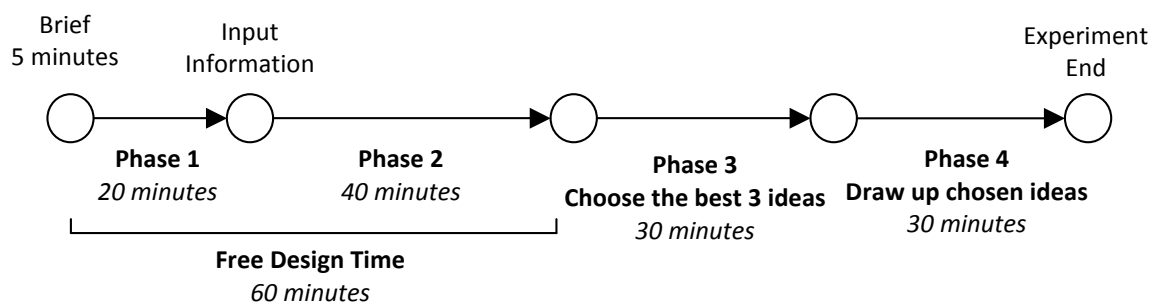 Brief
5 minutes
Input
Information
Experiment
End
Phase 1
20 minutes
Phase 2
40 minutes
Phase 3
Choose the best 3 ideas
30 minutes
Phase 4
Draw up chosen ideas
30 minutes
Free Design Time
60 minutes